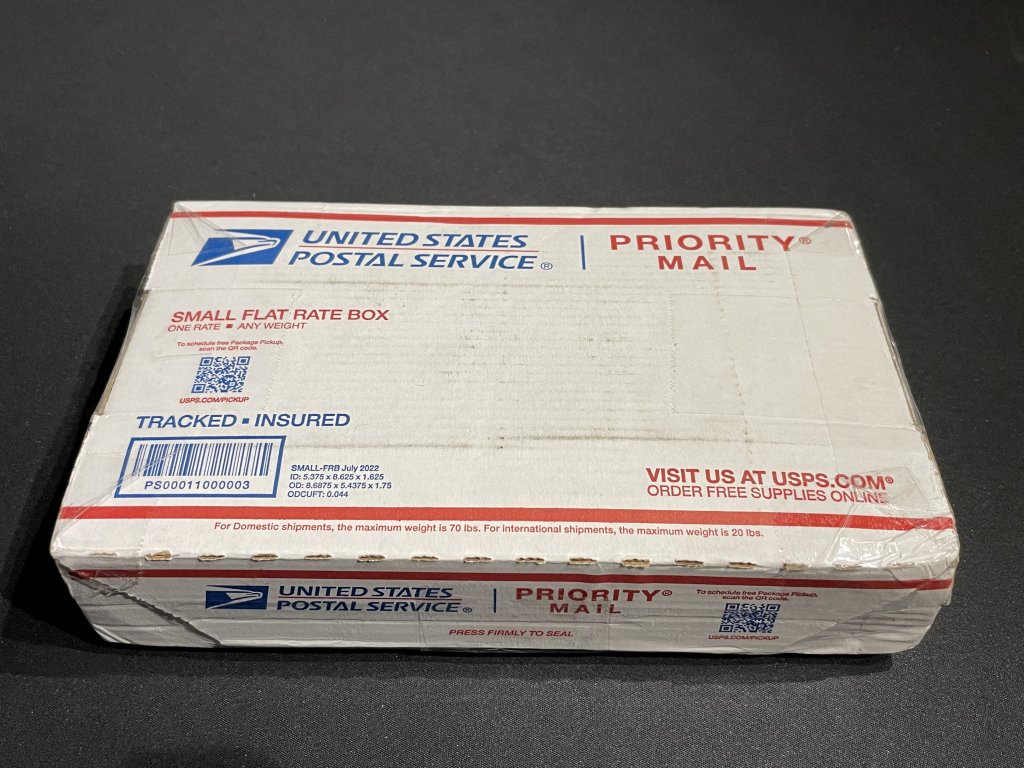 UNITED STATES
POSTAL SERVICE®
PRIORITY®
MAIL
SMALL FLAT RATE BOX
ONE RATE ■ ANY WEIGHT
To schedule free Package Pickup,
scan the QR code.
USPS.COM/PICKUP
TRACKED ■ INSURED
PS00011000003
SMALL-FRB July 2022
ID: 5.375 x 8.625 x 1.625
OD: 8.6875 x 5.4375 x 1.75
ODCUFT: 0.044
VISIT US AT USPS.COM®
ORDER FREE SUPPLIES ONLINE
For Domestic shipments, the maximum weight is 70 lbs. For international shipments, the maximum weight is 20 lbs.
UNITED STATES
POSTAL SERVICE®
PRIORITY®
MAIL
To schedule free Package Pickup,
scan the QR code.
USPS.COM/PICKUP
PRESS FIRMLY TO SEAL